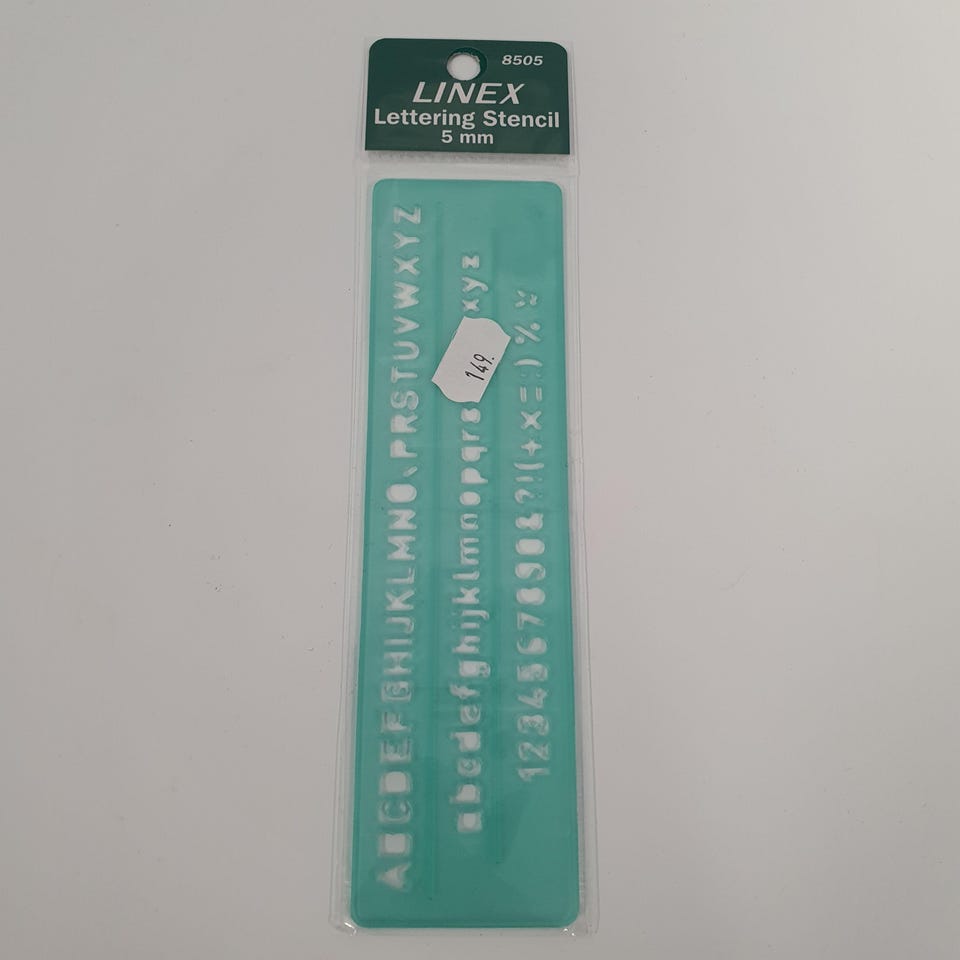 8505
LINEX
Lettering Stencil
5 mm
ABCDEFGHIJKLMNO,PRSTUVWXYZ
abcdefghijklmnopqrs xyz
1234567890&?!(+×=:)%
149.